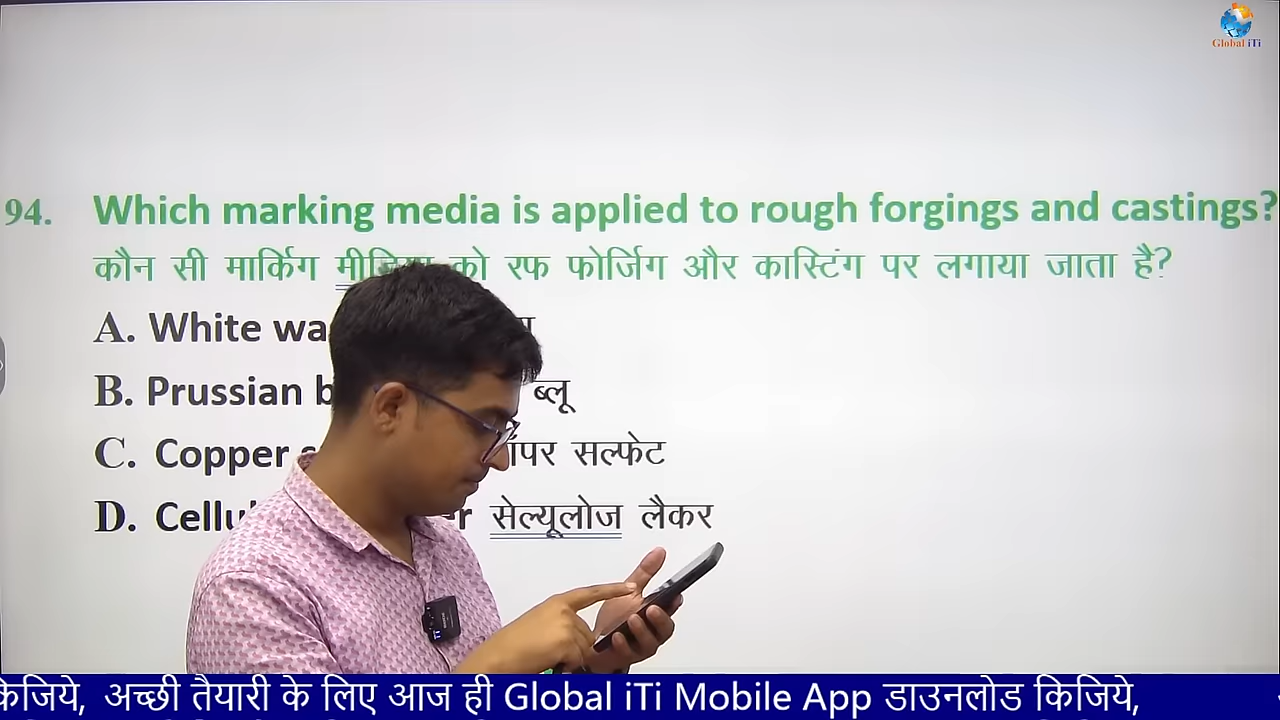 Global iTi
94. Which marking media is applied to rough forgings and castings?
कौन सी मार्किंग को रफ फोर्जिंग और कास्टिंग पर लगाया जाता है?
A. White
B. Prussian ब्लू
C. Copper सल्फेट
D. सेल्यूलोज लैकर
किजिये, अच्छी तैयारी के लिए आज ही Global iTi Mobile App डाउनलोड किजिये,